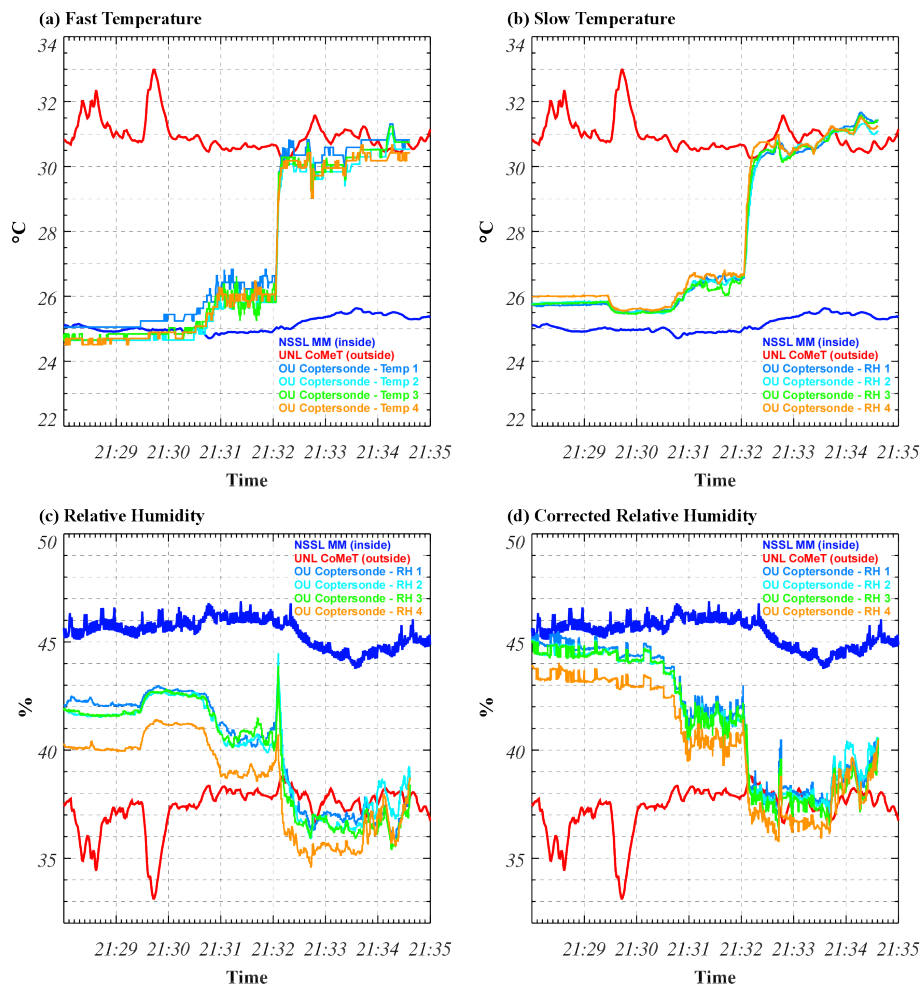 (a) Fast Temperature
34
32
30
28
26
24
22
°C
NSSL MM (inside)
UNL CoMeT (outside)
OU Coptersonde - Temp 1
OU Coptersonde - Temp 2
OU Coptersonde - Temp 3
OU Coptersonde - Temp 4
21:29 21:30 21:31 21:32 21:33 21:34 21:35
Time
(b) Slow Temperature
34
32
30
28
26
24
22
°C
NSSL MM (inside)
UNL CoMeT (outside)
OU Coptersonde - RH 1
OU Coptersonde - RH 2
OU Coptersonde - RH 3
OU Coptersonde - RH 4
21:29 21:30 21:31 21:32 21:33 21:34 21:35
Time
(c) Relative Humidity
50
45
40
35
%
NSSL MM (inside)
UNL CoMeT (outside)
OU Coptersonde - RH 1
OU Coptersonde - RH 2
OU Coptersonde - RH 3
OU Coptersonde - RH 4
21:29 21:30 21:31 21:32 21:33 21:34 21:35
Time
(d) Corrected Relative Humidity
50
45
40
35
%
NSSL MM (inside)
UNL CoMeT (outside)
OU Coptersonde - RH 1
OU Coptersonde - RH 2
OU Coptersonde - RH 3
OU Coptersonde - RH 4
21:29 21:30 21:31 21:32 21:33 21:34 21:35
Time